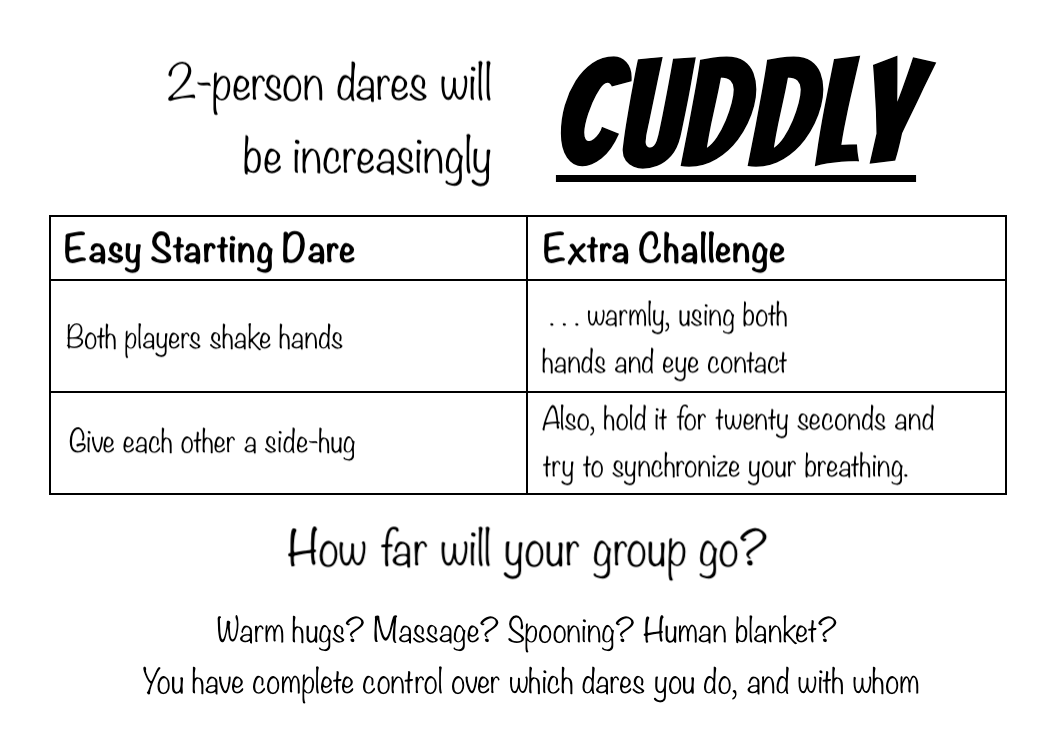 2-person dares will
be increasingly
CUDDLY
Easy Starting Dare
Extra Challenge
Both players shake hands
. . . warmly, using both
hands and eye contact
Give each other a side-hug
Also, hold it for twenty seconds and
try to synchronize your breathing.
How far will your group go?
Warm hugs? Massage? Spooning? Human blanket?
You have complete control over which dares you do, and with whom